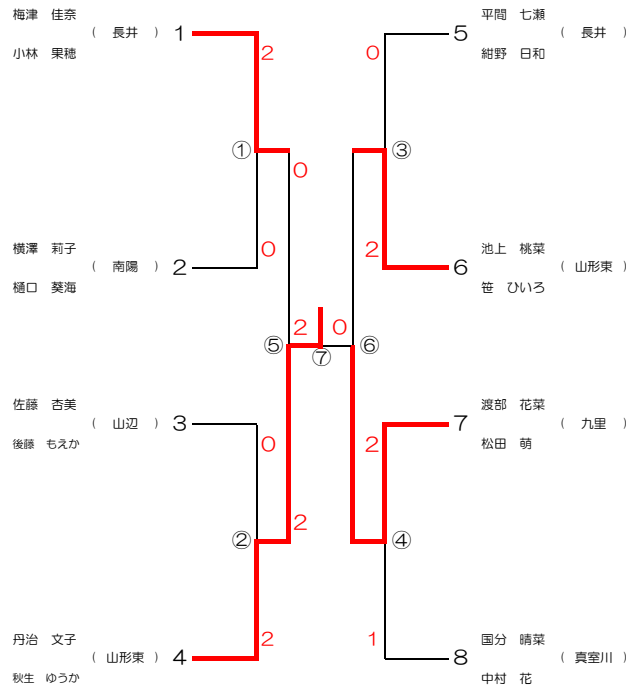 梅津　佳奈
（　長井　）　1
小林　果穂
2
①
0
0
横澤　莉子
（　南陽　）　2
樋口　葵海
佐藤　杏美
（　山辺　）　3
後藤　もえか
0
②
2
2
丹治　文子
（　山形東　）　4
秋生　ゆうか
⑤
2
⑦
0
⑥
平間　七瀬
5　（　長井　）
紺野　日和
0
③
2
池上　桃菜
6　（山形東　）
笹　ひいろ
渡部　花菜
7　（　九里　）
松田　萌
2
④
1
国分　晴菜
8　（　真室川　）
中村　花